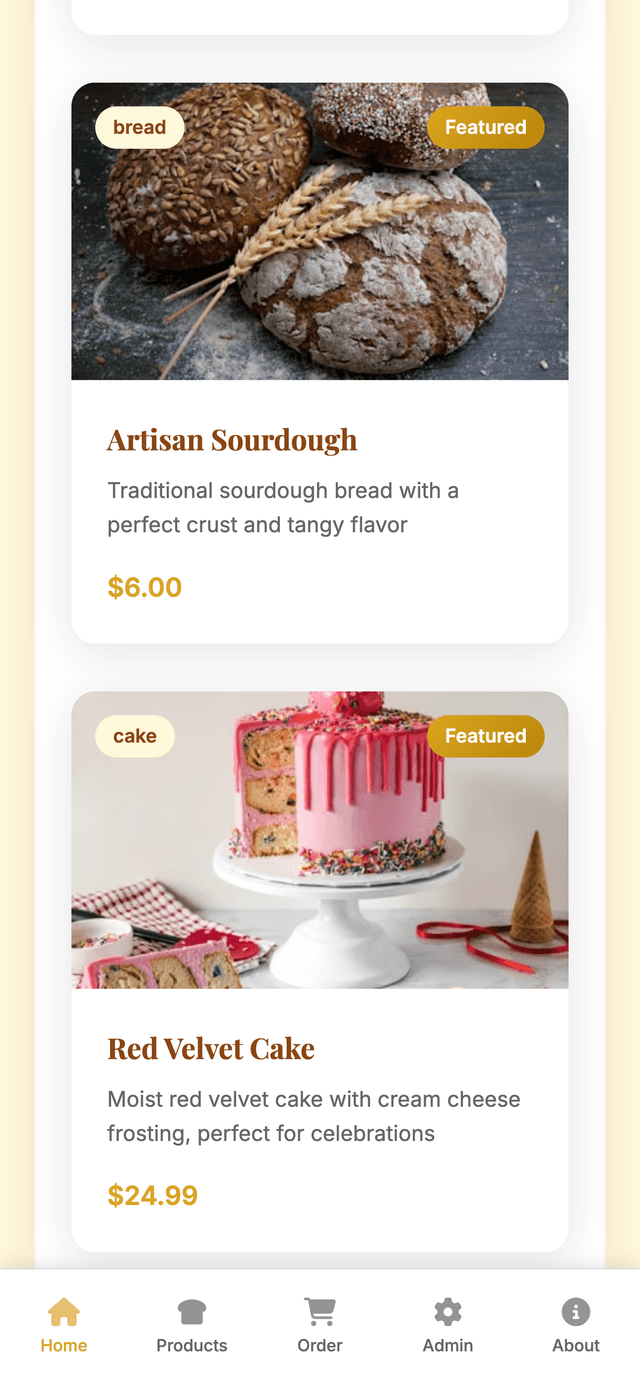 bread
Featured
Artisan Sourdough
Traditional sourdough bread with a
perfect crust and tangy flavor
$6.00
cake
Featured
Red Velvet Cake
Moist red velvet cake with cream cheese
frosting, perfect for celebrations
$24.99
Home
Products
Order
Admin
About